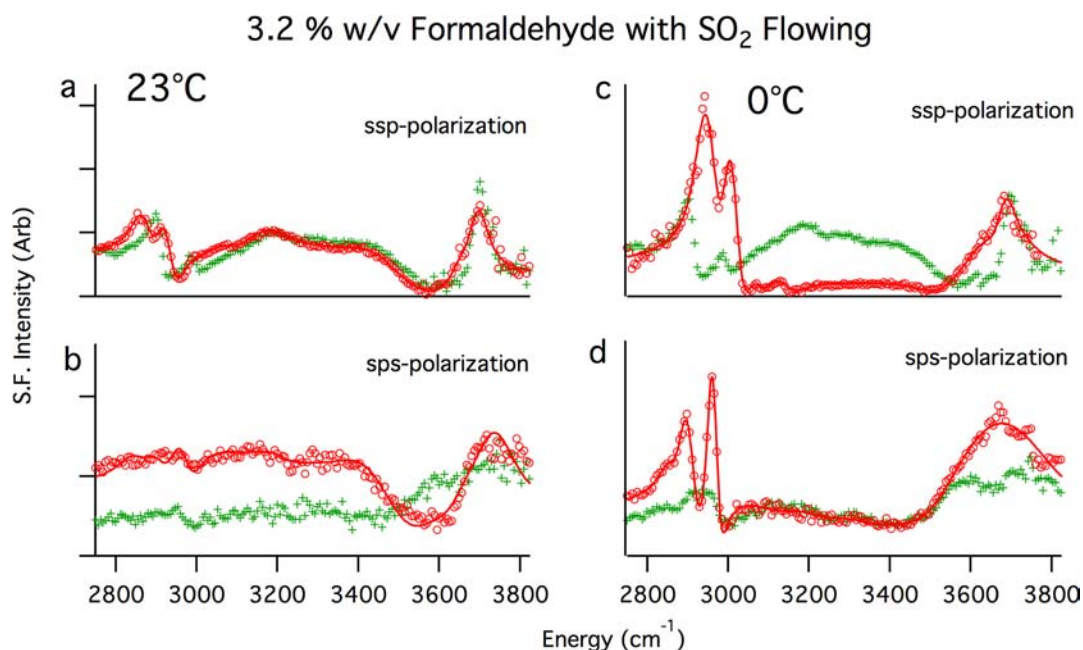 3.2 % w/v Formaldehyde with SO₂ Flowing
a 23°C
ssp-polarization
c 0°C
ssp-polarization
b
sps-polarization
d
sps-polarization
S.F. Intensity (Arb)
2800 3000 3200 3400 3600 3800
2800 3000 3200 3400 3600 3800
Energy (cm⁻¹)